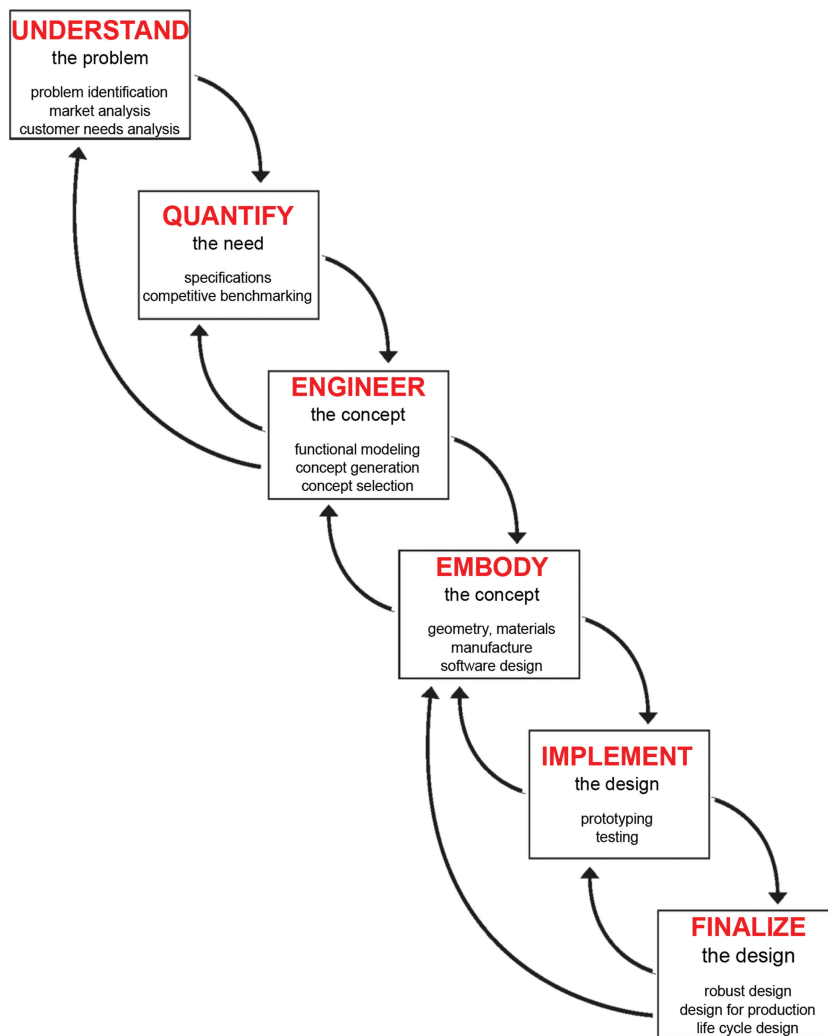 UNDERSTAND
the problem
problem identification
market analysis
customer needs analysis
QUANTIFY
the need
specifications
competitive benchmarking
ENGINEER
the concept
functional modeling
concept generation
concept selection
EMBODY
the concept
geometry, materials
manufacture
software design
IMPLEMENT
the design
prototyping
testing
FINALIZE
the design
robust design
design for production
life cycle design